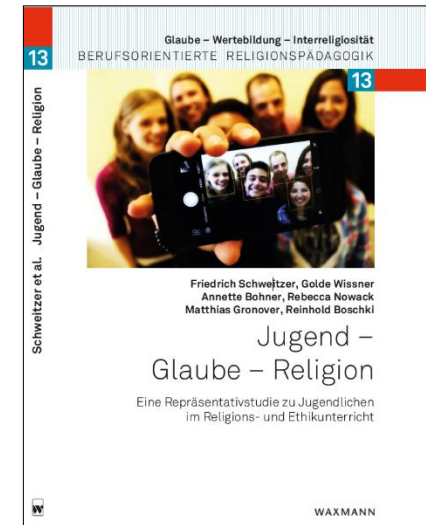 13
Schweitzer et al.   Jugend – Glaube – Religion
W
Glaube – Wertebildung – Interreligiosität
BERUFSORIENTIERTE RELIGIONSPÄDAGOGIK
13
Friedrich Schweitzer, Golde Wissner
Annette Bohner, Rebecca Nowack
Matthias Gronover, Reinhold Boschki
Jugend –
Glaube – Religion
Eine Repräsentativstudie zu Jugendlichen
im Religions- und Ethikunterricht
WAXMANN